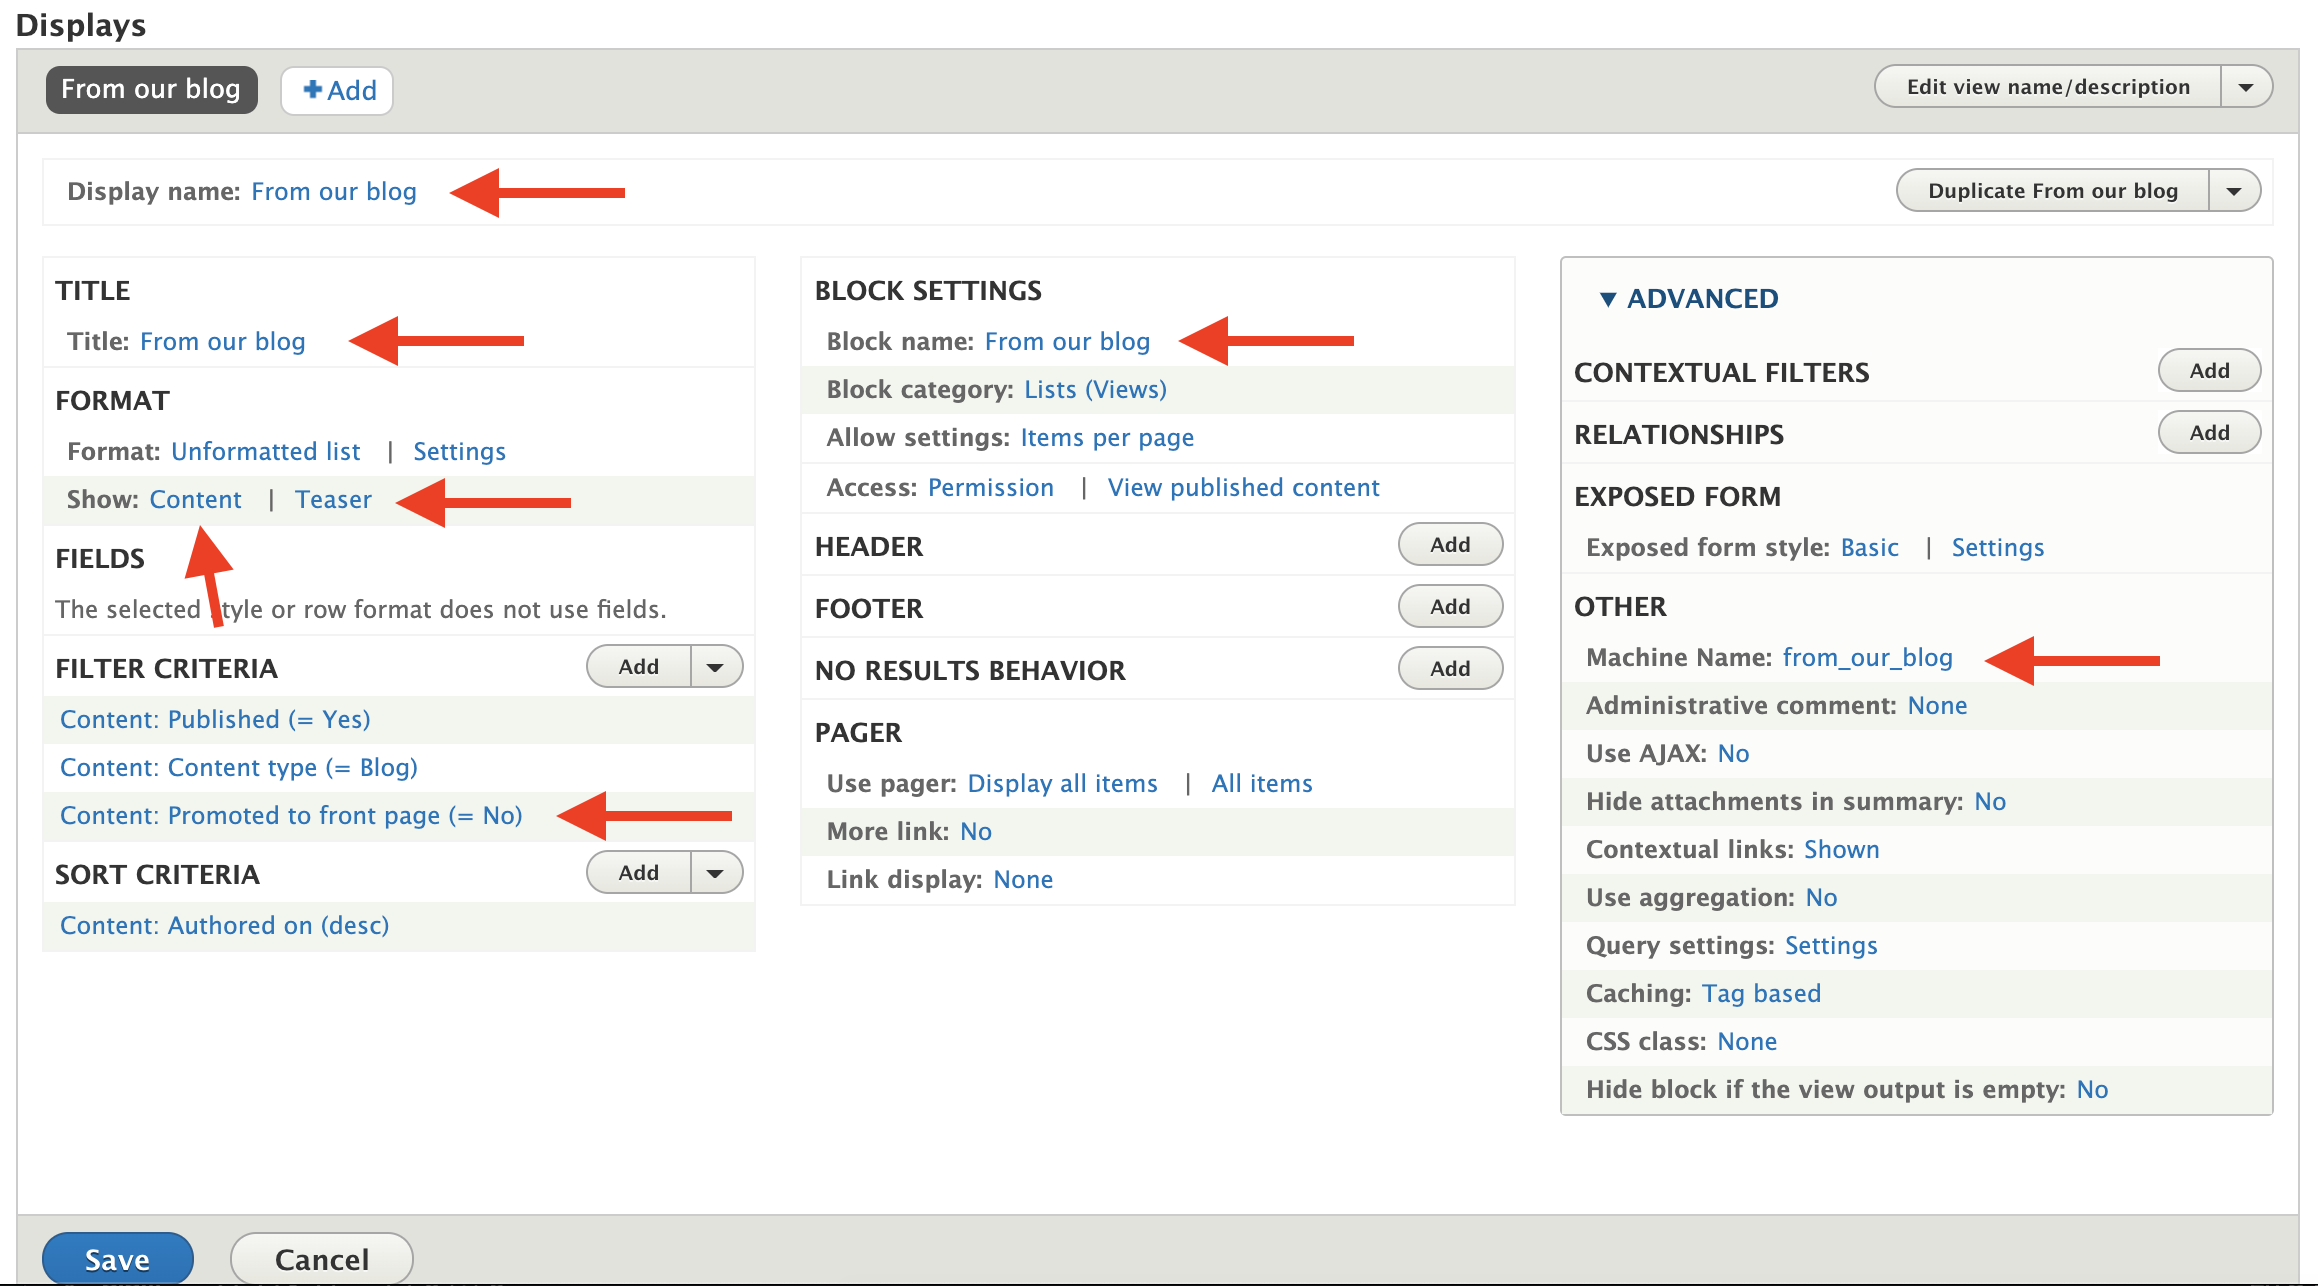 Displays
From our blog
Add
Edit view name/description
Display name: From our blog
Duplicate From our blog
TITLE
Title: From our blog
FORMAT
Format: Unformatted list | Settings
Show: Content | Teaser
FIELDS
The selected style or row format does not use fields.
FILTER CRITERIA
Add
Content: Published (= Yes)
Content: Content type (= Blog)
Content: Promoted to front page (= No)
SORT CRITERIA
Add
Content: Authored on (desc)
BLOCK SETTINGS
Block name: From our blog
Block category: Lists (Views)
Allow settings: Items per page
Access: Permission | View published content
HEADER
Add
FOOTER
Add
NO RESULTS BEHAVIOR
Add
PAGER
Use pager: Display all items | All items
More link: No
Link display: None
ADVANCED
CONTEXTUAL FILTERS
Add
RELATIONSHIPS
Add
EXPOSED FORM
Exposed form style: Basic | Settings
OTHER
Machine Name: from_our_blog
Administrative comment: None
Use AJAX: No
Hide attachments in summary: No
Contextual links: Shown
Use aggregation: No
Query settings: Settings
Caching: Tag based
CSS class: None
Hide block if the view output is empty: No
Save
Cancel